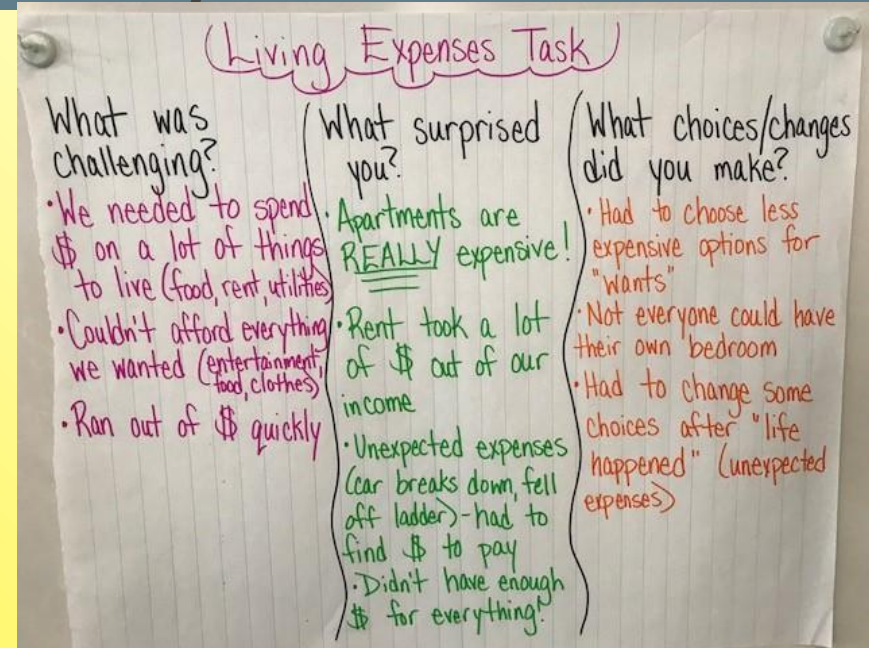 Living Expenses Task
What was
challenging?
·We needed to spend
$ on a lot of things
to live (food, rent, utilities)
·Couldn't afford everything
we wanted (entertainment,
food, clothes)
·Ran out of $ quickly
What surprised
you?
·Apartments are
REALLY expensive!
·Rent took a lot
of $ out of our
income
·Unexpected expenses
(car breaks down, fell
off ladder)-had to
find $ to pay
·Didn't have enough
$ for everything!
What choices/changes
did you make?
·Had to choose less
expensive options for
"wants"
·Not everyone could have
their own bedroom
·Had to change some
choices after "life
happened" (unexpected
expenses)